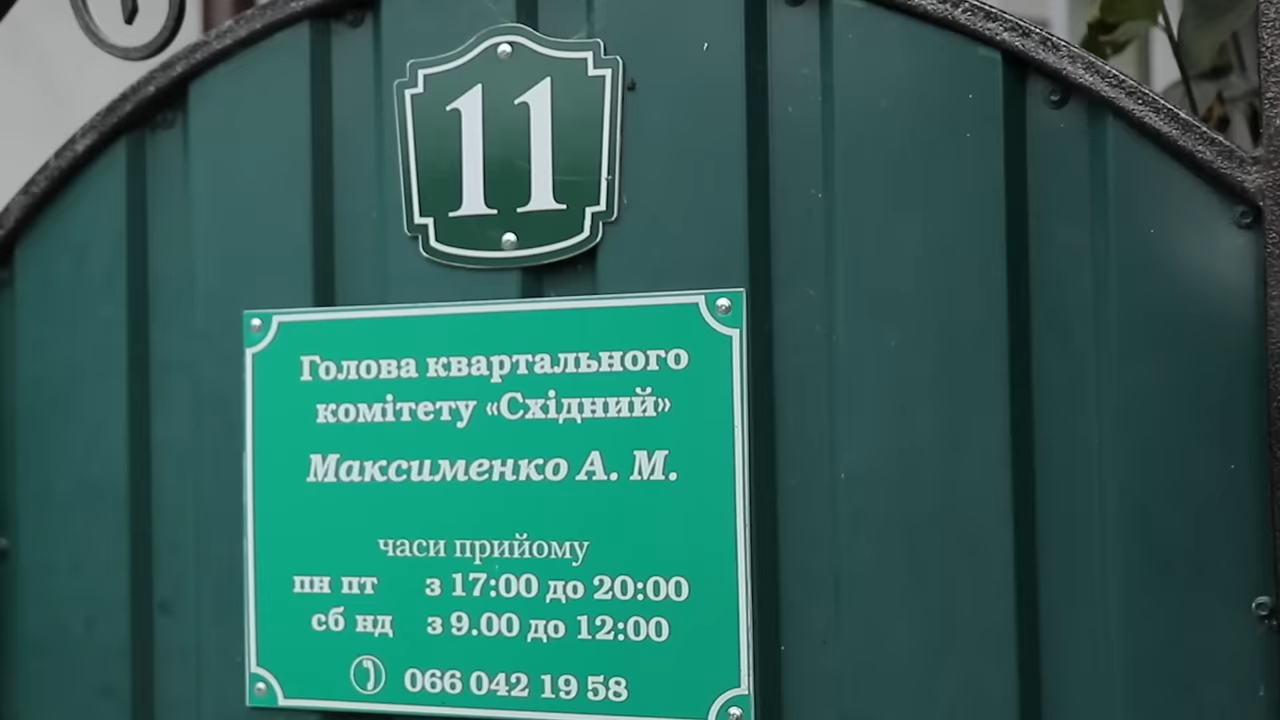 11
Голова квартального
комітету «Східний»
Максименко А. М.
часи прийому
пн пт з 17:00 до 20:00
сб нд з 9.00 до 12:00
066 042 19 58